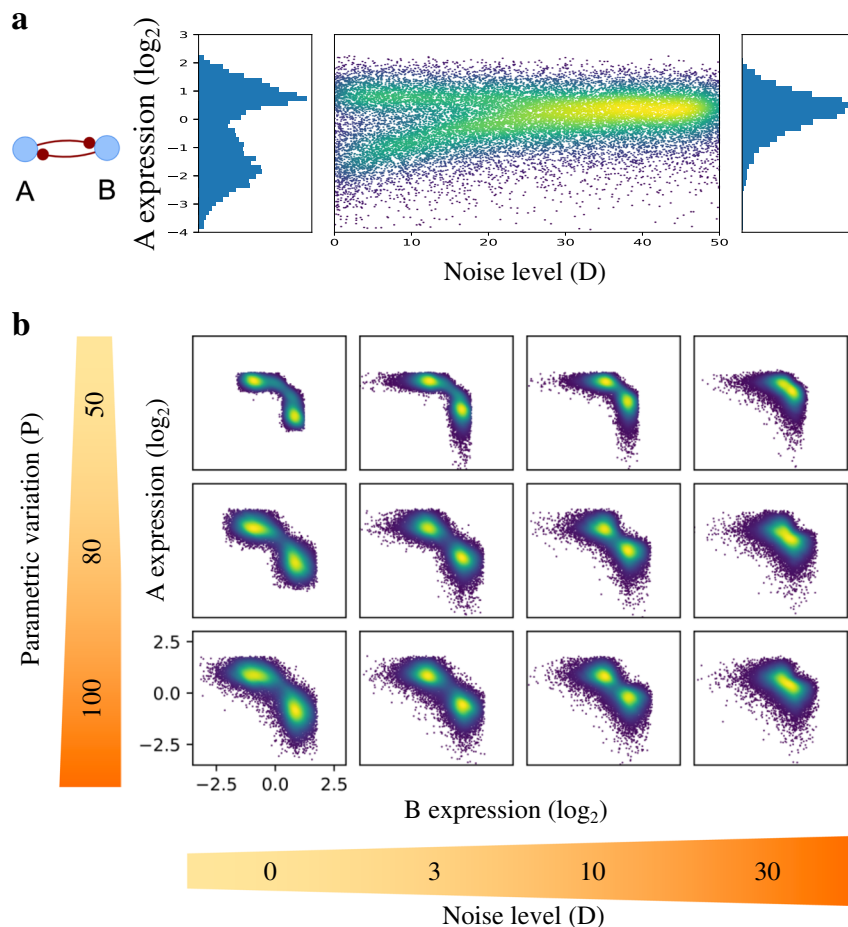 a
A expression (log2)
3
2
1
0
−1
−2
−3
−4
A
B
0
10
20
30
40
50
Noise level (D)
b
Parametric variation (P)
50
80
100
A expression (log2)
2.5
0.0
−2.5
−2.5
0.0
2.5
B expression (log2)
0
3
10
30
Noise level (D)